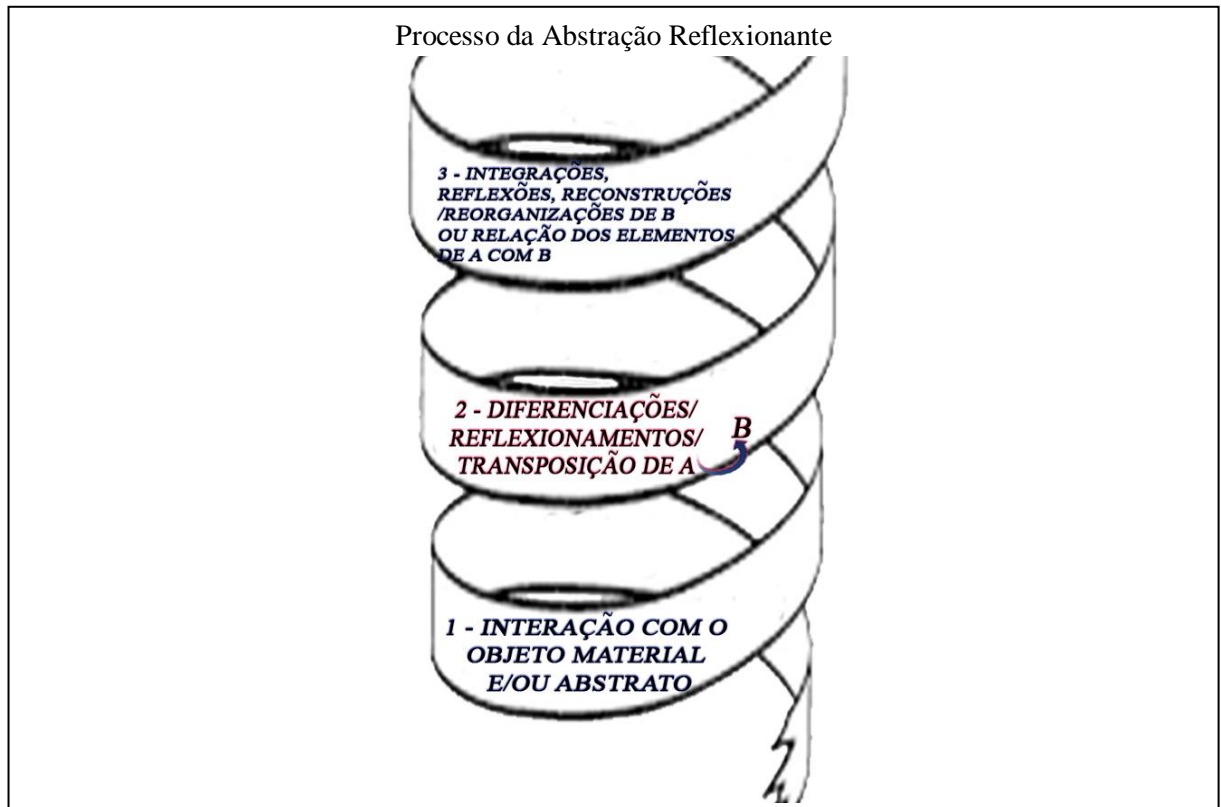 Processo da Abstração Reflexionante
3 - INTEGRAÇÕES,
REFLEXÕES, RECONSTRUÇÕES
/REORGANIZAÇÕES DE B
OU RELAÇÃO DOS ELEMENTOS
DE A COM B
2 - DIFERENCIAÇÕES/
REFLEXIONAMENTOS/
TRANSPOSIÇÃO DE A B
1 - INTERAÇÃO COM O
OBJETO MATERIAL
E/OU ABSTRATO